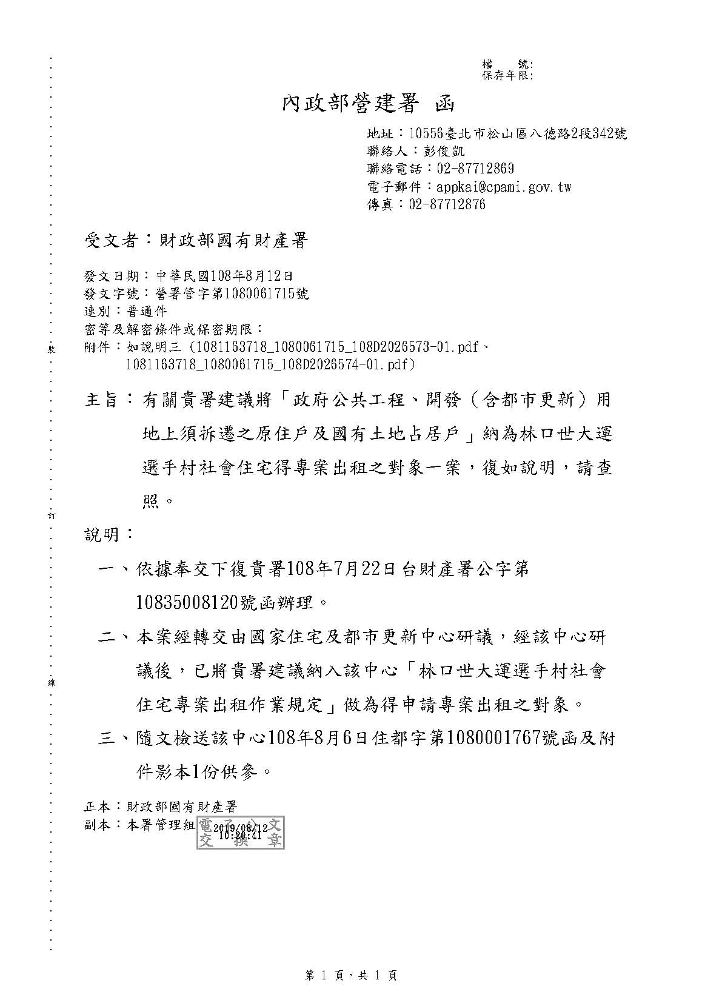 檔　　號:
保存年限:
內政部營建署　函
地址：10556臺北市松山區八德路2段342號
聯絡人：彭俊凱
聯絡電話：02-87712869
電子郵件：appkai@cpami.gov.tw
傳真：02-87712876
受文者：財政部國有財產署
發文日期：中華民國108年8月12日
發文字號：營署管字第1080061715號
速別：普通件
密等及解密條件或保密期限：
附件：如說明三（1081163718_1080061715_108D2026573-01.pdf、
1081163718_1080061715_108D2026574-01.pdf）
主旨：有關貴署建議將「政府公共工程、開發（含都市更新）用
地上須拆遷之原住戶及國有土地占居戶」納為林口世大運
選手村社會住宅得專案出租之對象一案，復如說明，請查
照。
說明：
一、依據奉交下復貴署108年7月22日台財產署公字第
10835008120號函辦理。
二、本案經轉交由國家住宅及都市更新中心研議，經該中心研
議後，已將貴署建議納入該中心「林口世大運選手村社會
住宅專案出租作業規定」做為得申請專案出租之對象。
三、隨文檢送該中心108年8月6日住都字第1080001767號函及附
件影本1份供參。
正本：財政部國有財產署
副本：本署管理組
電子公文
交換章
2019/08/12
10:20:41
裝
訂
線
第 1 頁，共 1 頁